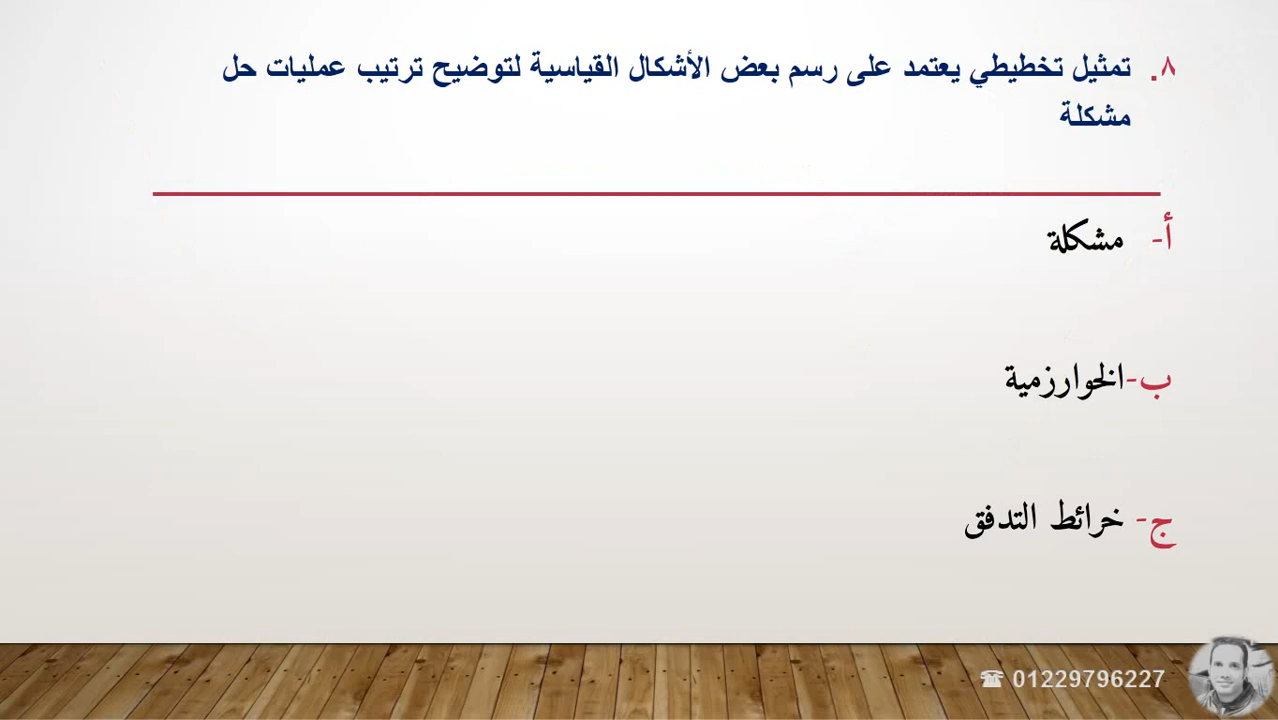 ٨. تمثيل تخطيطي يعتمد على رسم بعض الأشكال القياسية لتوضيح ترتيب عمليات حل
مشكلة
أ- مشكلة
ب-الخوارزمية
ج- خرائط التدفق
☎ 01229796227